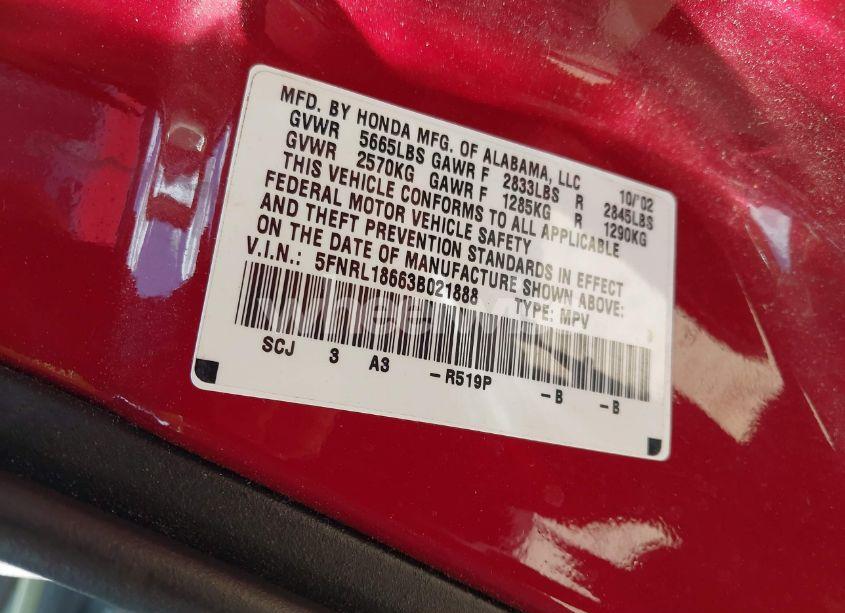 MFD. BY HONDA MFG. OF ALABAMA, LLC 10/'02
GVWR 5665LBS GAWR F 2833LBS R 2845LBS
GVWR 2570KG GAWR F 1285KG R 1290KG
THIS VEHICLE CONFORMS TO ALL APPLICABLE
FEDERAL MOTOR VEHICLE SAFETY
AND THEFT PREVENTION STANDARDS IN EFFECT
ON THE DATE OF MANUFACTURE SHOWN ABOVE:
V.I.N.: 5FNRL18663B021888 TYPE: MPV
SCJ 3 A3 -R519P -B -B